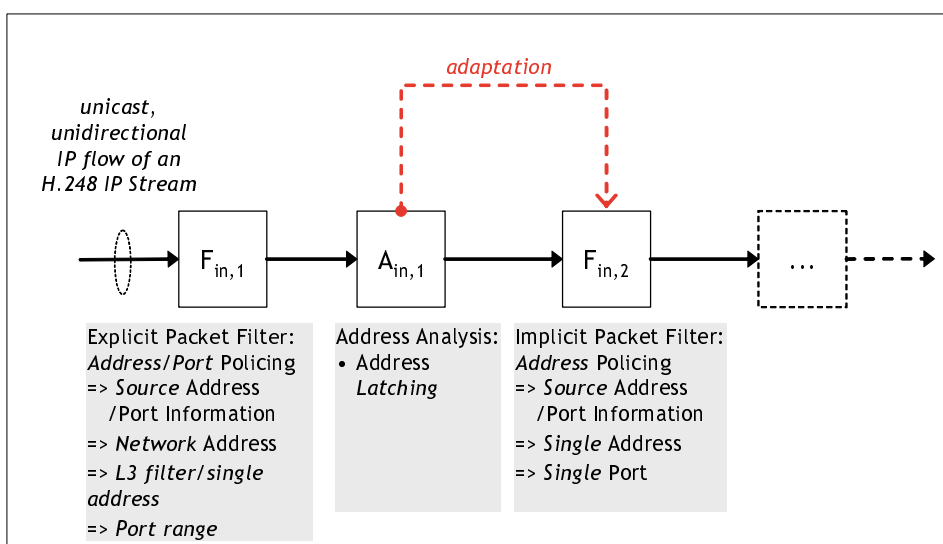 adaptation
unicast,
unidirectional
IP flow of an
H.248 IP Stream
F in,1
A in,1
F in,2
...
Explicit Packet Filter:
Address/Port Policing
=> Source Address
/Port Information
=> Network Address
=> L3 filter/single
address
=> Port range
Address Analysis:
• Address
Latching
Implicit Packet Filter:
Address Policing
=> Source Address
/Port Information
=> Single Address
=> Single Port